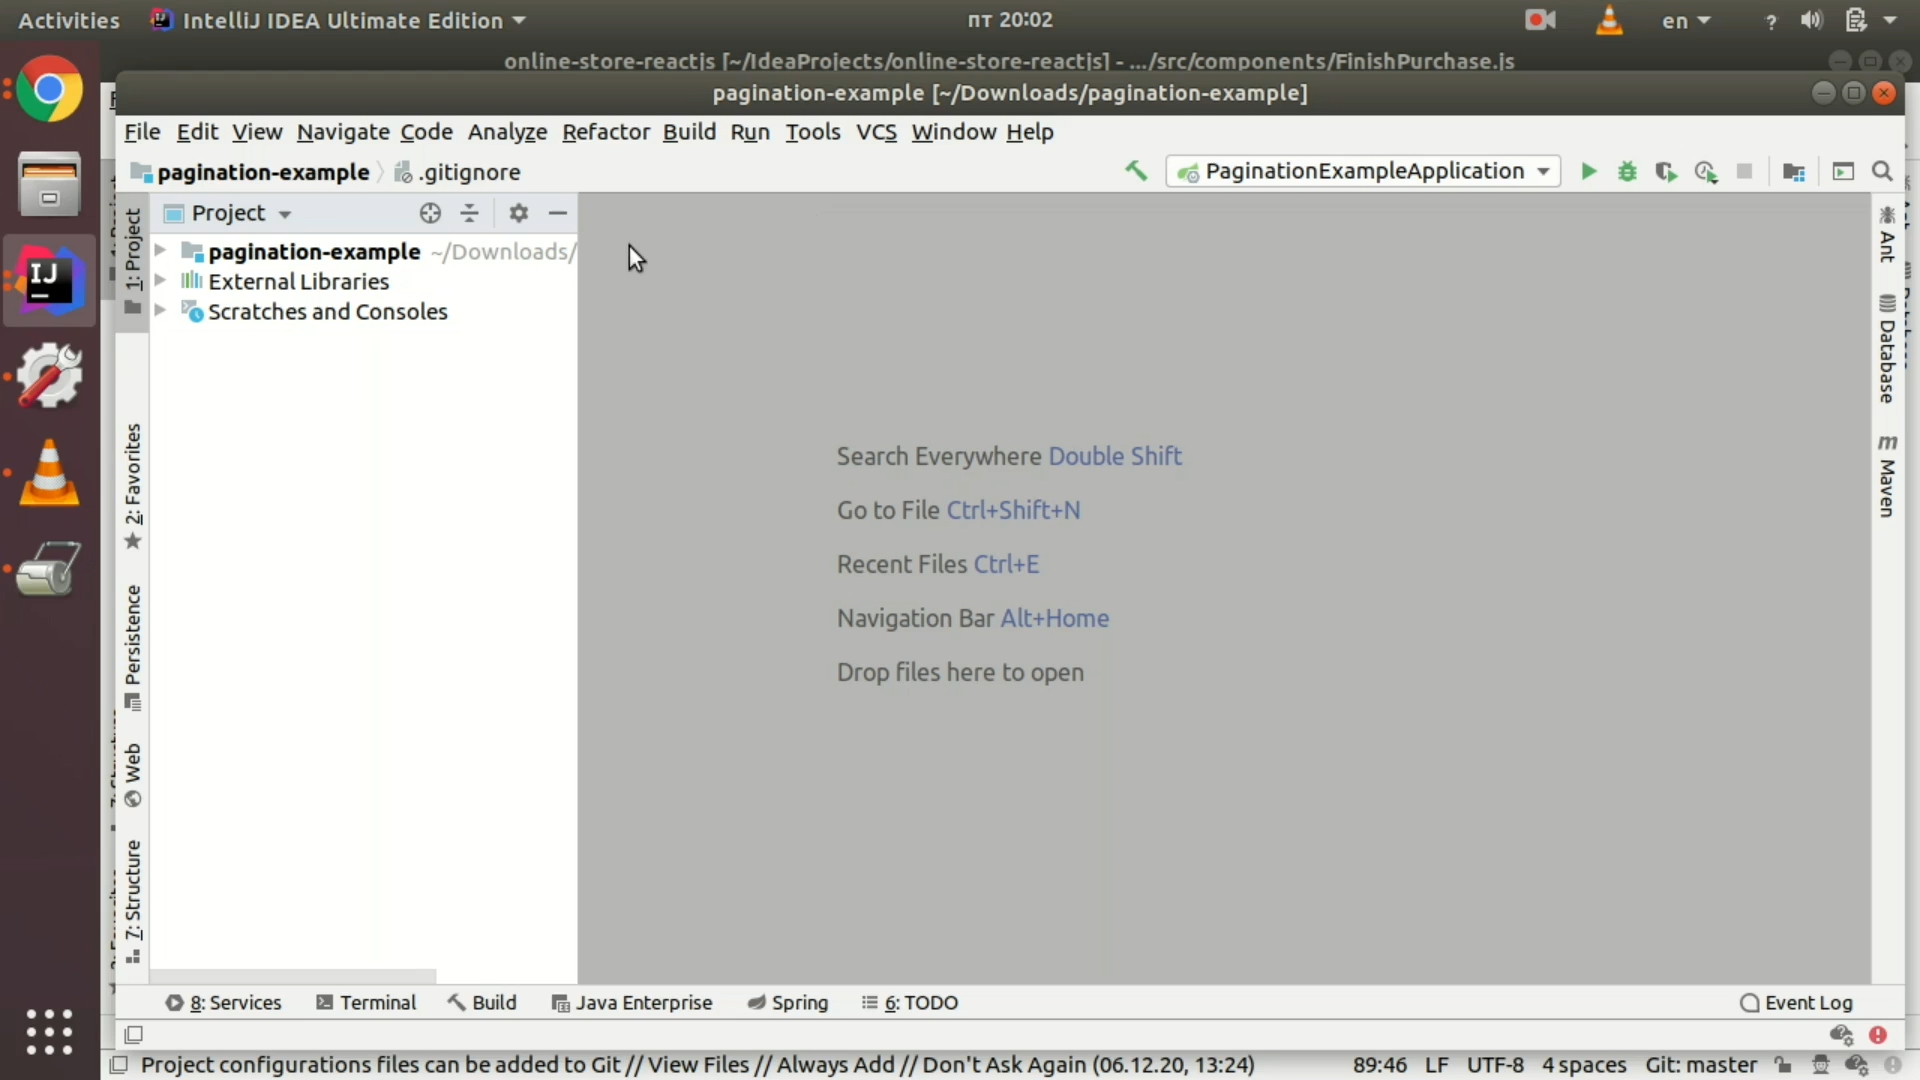 Activities IntelliJ IDEA Ultimate Edition пт 20:02 en ?
online-store-reactjs [~/IdeaProjects/online-store-reactjs] - .../src/components/FinishPurchase.js
pagination-example [~/Downloads/pagination-example]
File Edit View Navigate Code Analyze Refactor Build Run Tools VCS Window Help
pagination-example .gitignore PaginationExampleApplication
Project
pagination-example ~/Downloads/
External Libraries
Scratches and Consoles
1: Project
2: Favorites
Persistence
Web
7: Structure
Ant
Database
m Maven
IJ
Search Everywhere Double Shift
Go to File Ctrl+Shift+N
Recent Files Ctrl+E
Navigation Bar Alt+Home
Drop files here to open
8: Services Terminal Build Java Enterprise Spring 6: TODO Event Log
Project configurations files can be added to Git // View Files // Always Add // Don't Ask Again (06.12.20, 13:24) 89:46 LF UTF-8 4 spaces Git: master